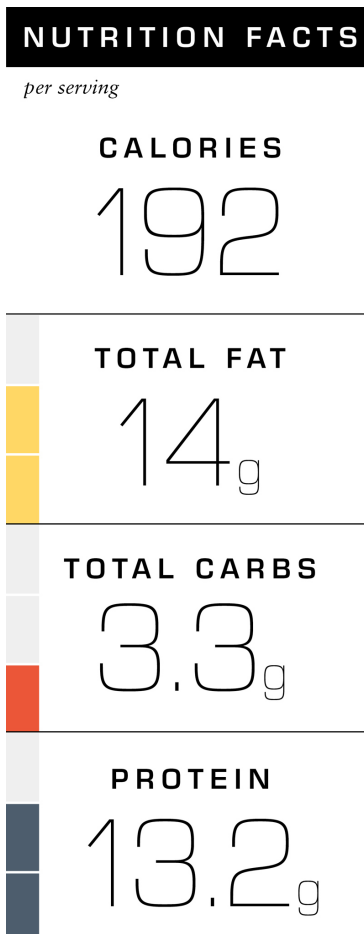 NUTRITION FACTS
per serving
CALORIES
192
TOTAL FAT
14g
TOTAL CARBS
3.3g
PROTEIN
13.2g